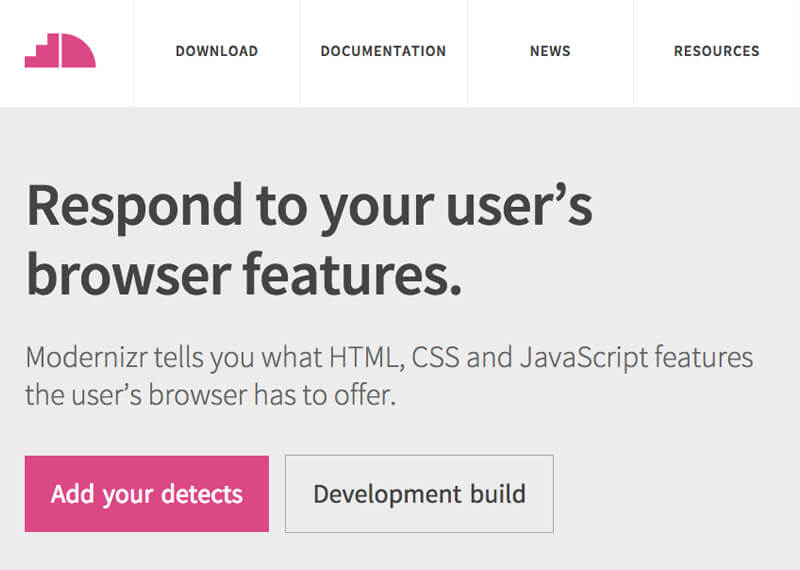 DOWNLOAD
DOCUMENTATION
NEWS
RESOURCES
Respond to your user’s
browser features.
Modernizr tells you what HTML, CSS and JavaScript features
the user’s browser has to offer.
Add your detects
Development build